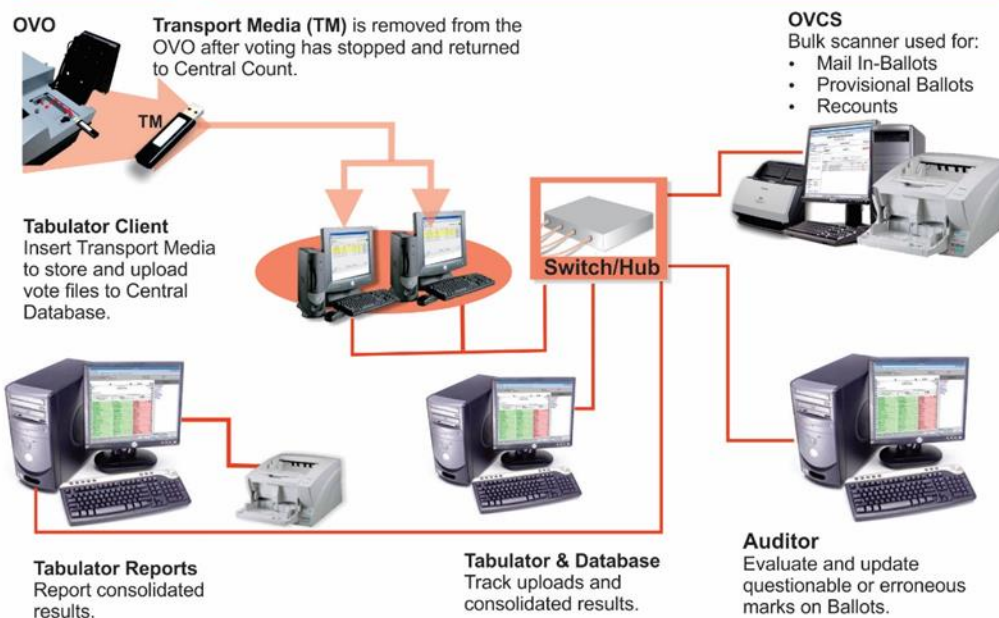 OVO
Transport Media (TM) is removed from the
OVO after voting has stopped and returned
to Central Count.
TM
OVCS
Bulk scanner used for:
• Mail In-Ballots
• Provisional Ballots
• Recounts
Tabulator Client
Insert Transport Media
to store and upload
vote files to Central
Database.
Switch/Hub
Tabulator Reports
Report consolidated
results.
Tabulator & Database
Track uploads and
consolidated results.
Auditor
Evaluate and update
questionable or erroneous
marks on Ballots.